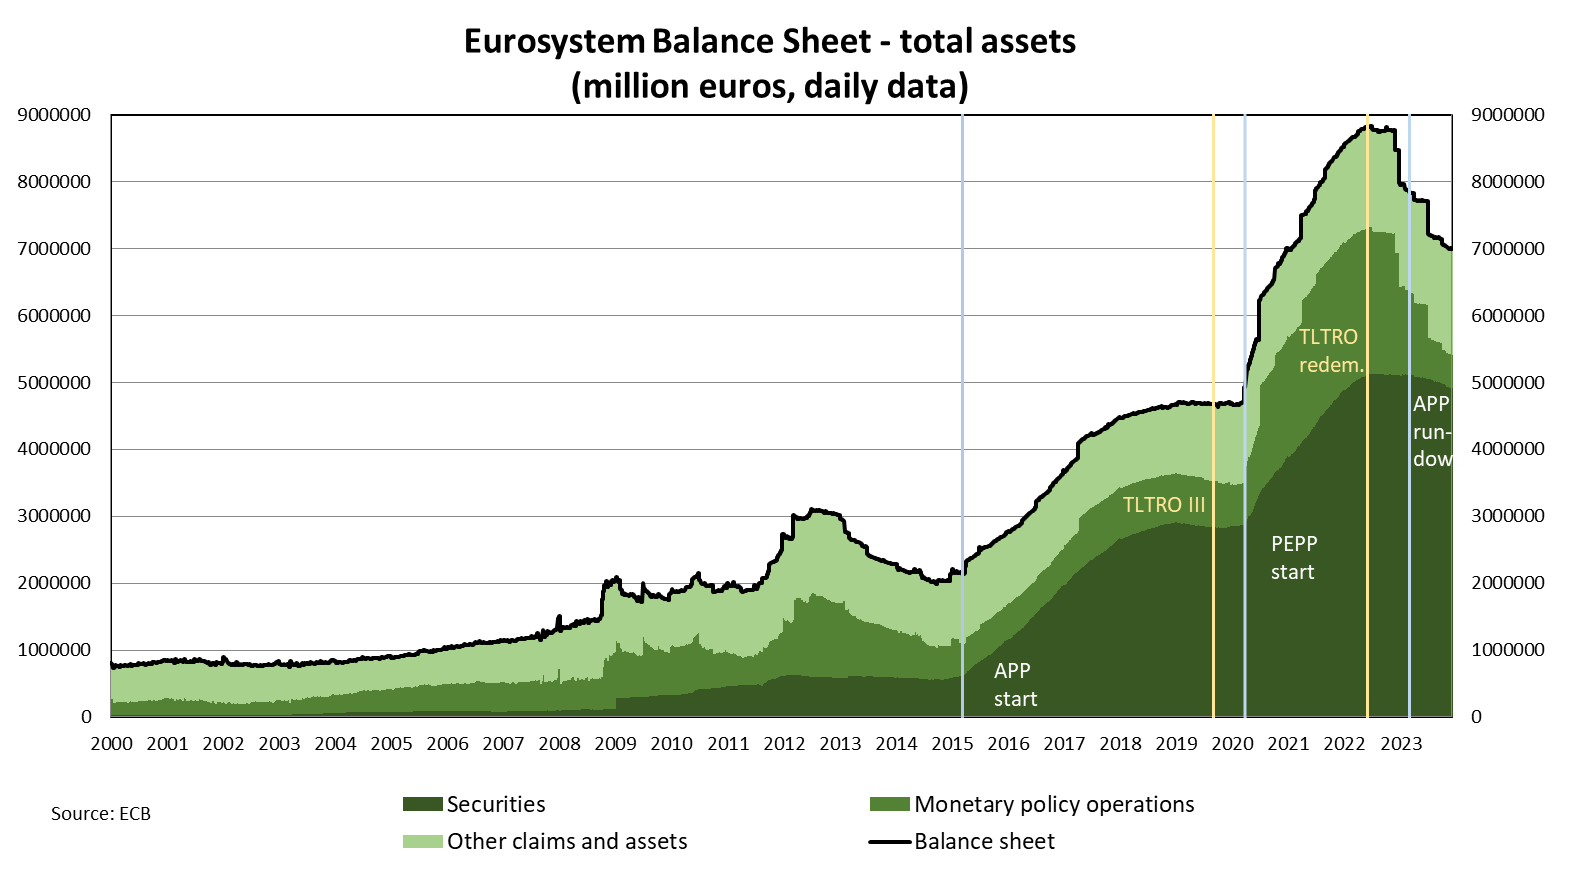 Eurosystem Balance Sheet - total assets
(million euros, daily data)
9000000
9000000
8000000
8000000
7000000
7000000
6000000
6000000
TLTRO
redem.
5000000
5000000
APP
run-
dow
4000000
4000000
TLTRO III
3000000
3000000
PEPP
start
2000000
2000000
1000000
1000000
APP
start
0
0
2000 2001 2002 2003 2004 2005 2006 2007 2008 2009 2010 2011 2012 2013 2014 2015 2016 2017 2018 2019 2020 2021 2022 2023
Securities
Monetary policy operations
Source: ECB
Other claims and assets
Balance sheet